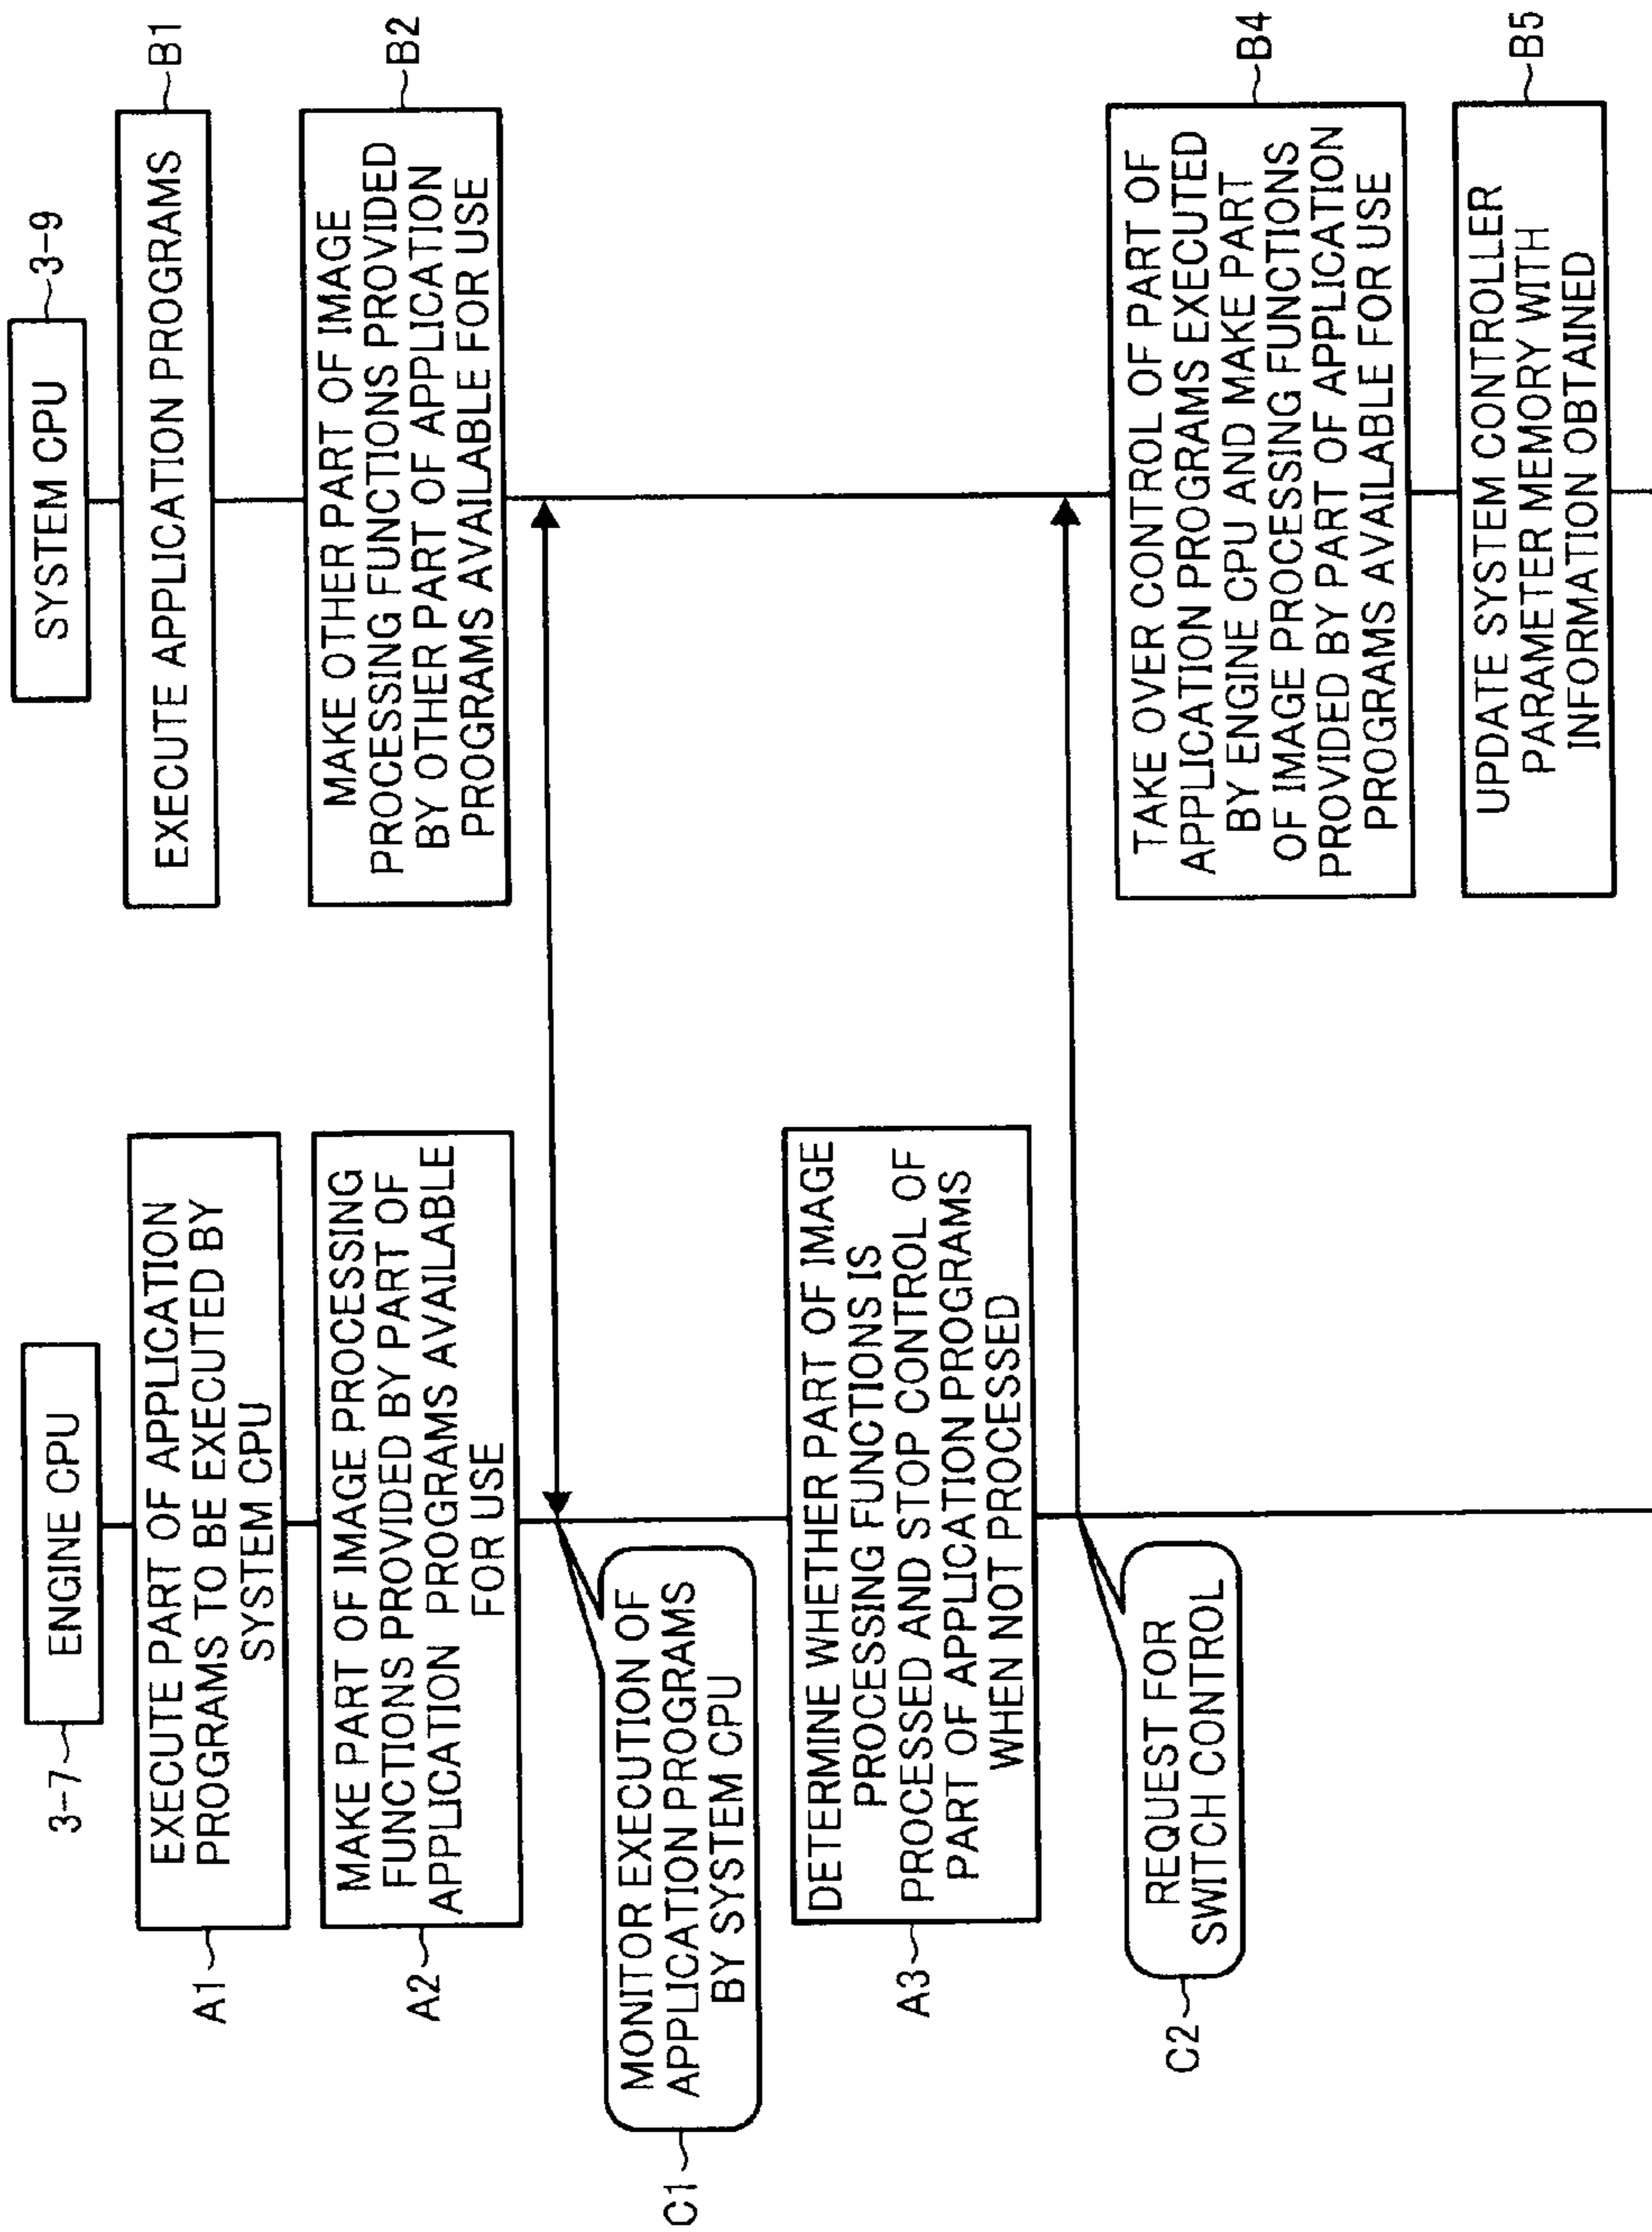 ENGINE CPU
3-7
SYSTEM CPU
3-9
EXECUTE PART OF APPLICATION
PROGRAMS TO BE EXECUTED BY
SYSTEM CPU
A1
EXECUTE APPLICATION PROGRAMS
B1
MAKE PART OF IMAGE PROCESSING
FUNCTIONS PROVIDED BY PART OF
APPLICATION PROGRAMS AVAILABLE
FOR USE
A2
MAKE OTHER PART OF IMAGE
PROCESSING FUNCTIONS PROVIDED
BY OTHER PART OF APPLICATION
PROGRAMS AVAILABLE FOR USE
B2
MONITOR EXECUTION OF
APPLICATION PROGRAMS
BY SYSTEM CPU
C1
DETERMINE WHETHER PART OF IMAGE
PROCESSING FUNCTIONS IS
PROCESSED AND STOP CONTROL OF
PART OF APPLICATION PROGRAMS
WHEN NOT PROCESSED
A3
REQUEST FOR
SWITCH CONTROL
C2
TAKE OVER CONTROL OF PART OF
APPLICATION PROGRAMS EXECUTED
BY ENGINE CPU AND MAKE PART
OF IMAGE PROCESSING FUNCTIONS
PROVIDED BY PART OF APPLICATION
PROGRAMS AVAILABLE FOR USE
B4
UPDATE SYSTEM CONTROLLER
PARAMETER MEMORY WITH
INFORMATION OBTAINED
B5